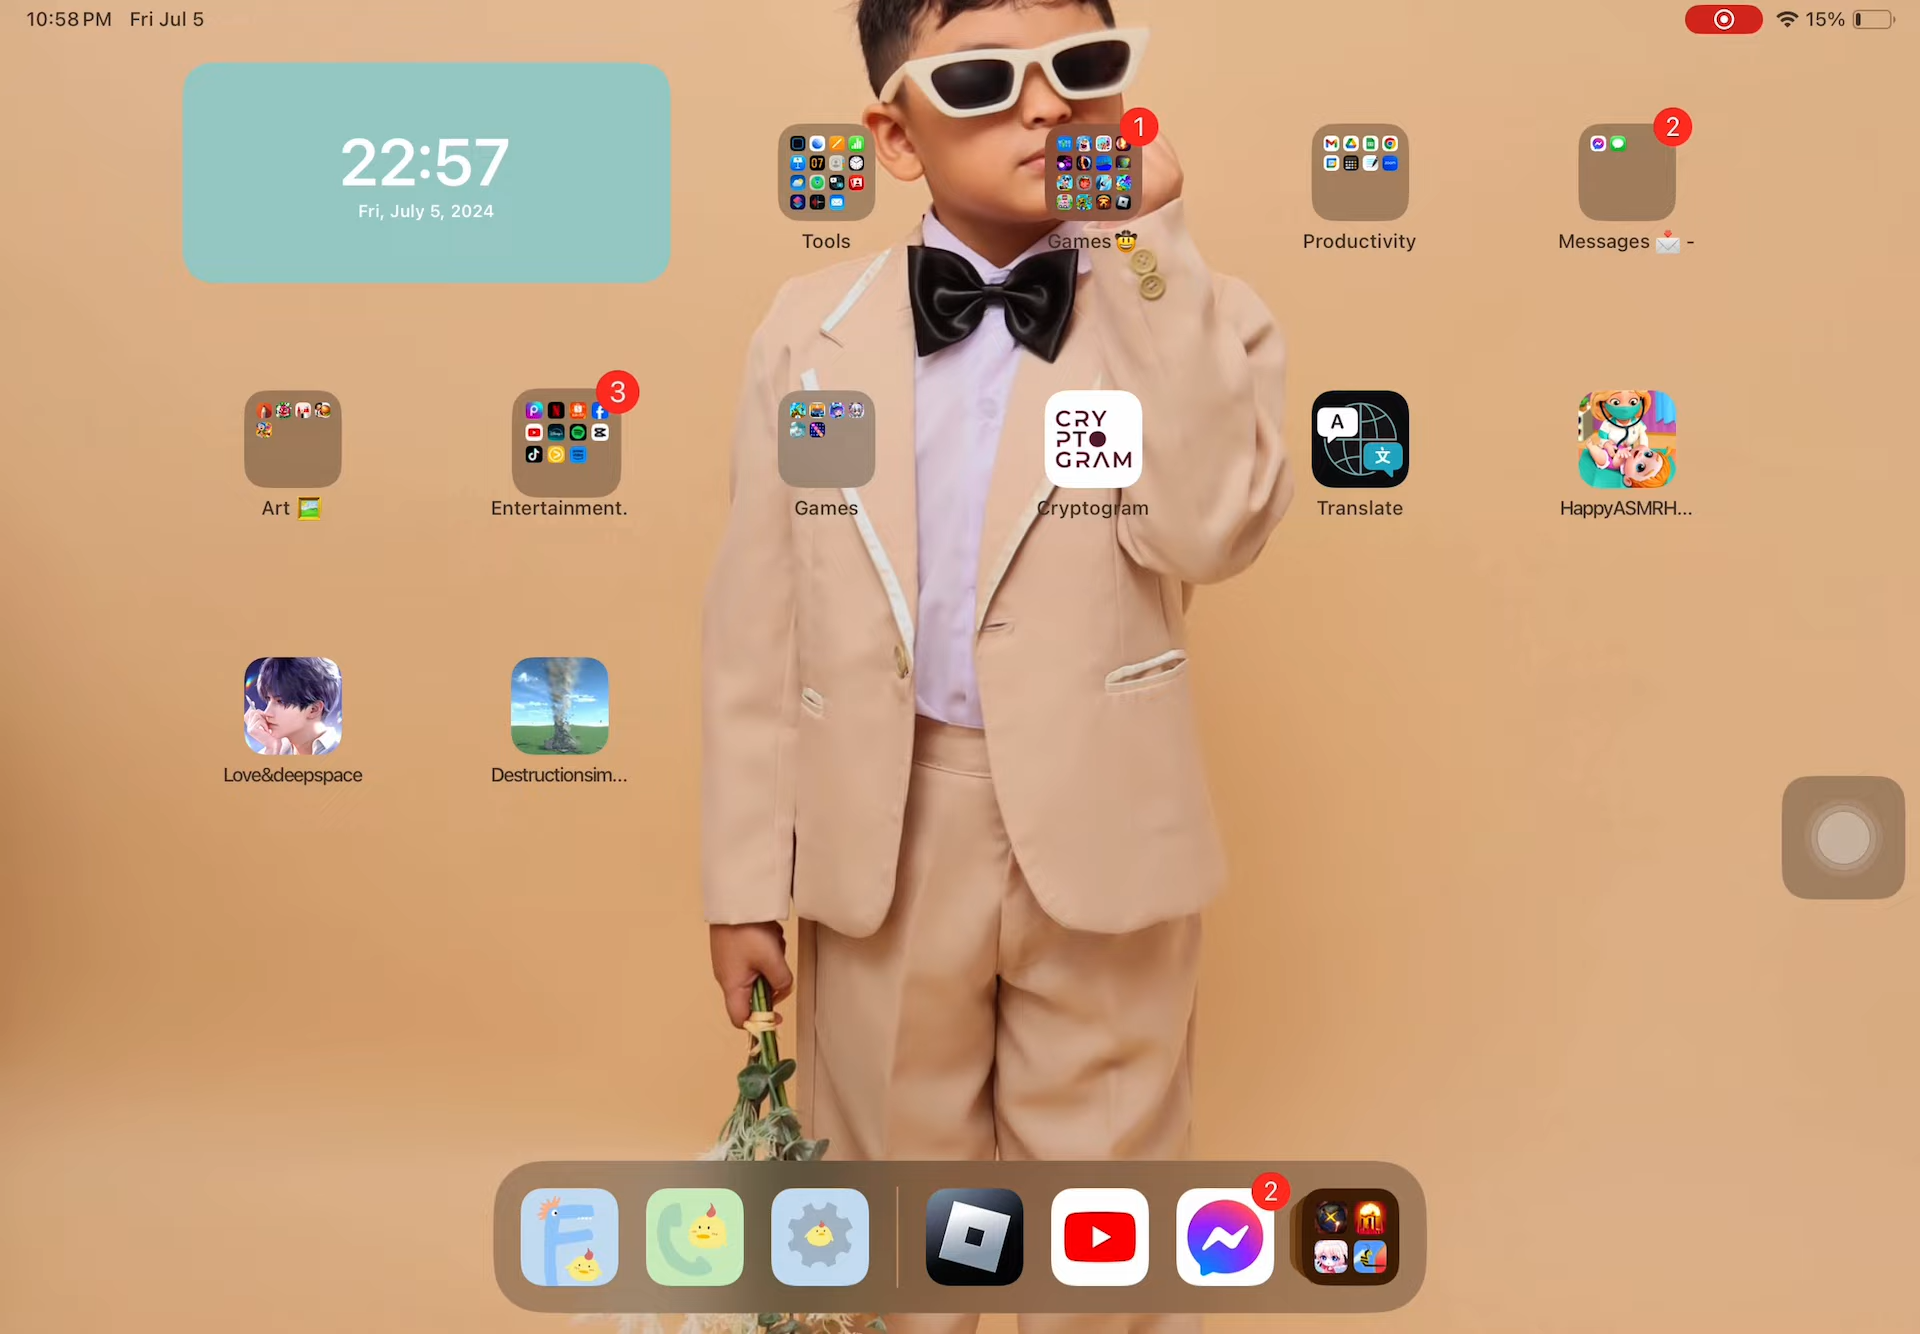 10:58 PM Fri Jul 5
15%
22:57
Fri, July 5, 2024
1
2
Tools
Games🤠
Productivity
Messages 📩 -
3
CRY
PT
GRAM
A
文
Art 🖼️
Entertainment.
Games
Cryptogram
Translate
HappyASMRH...
Love&deepspace
Destructionsim...
2